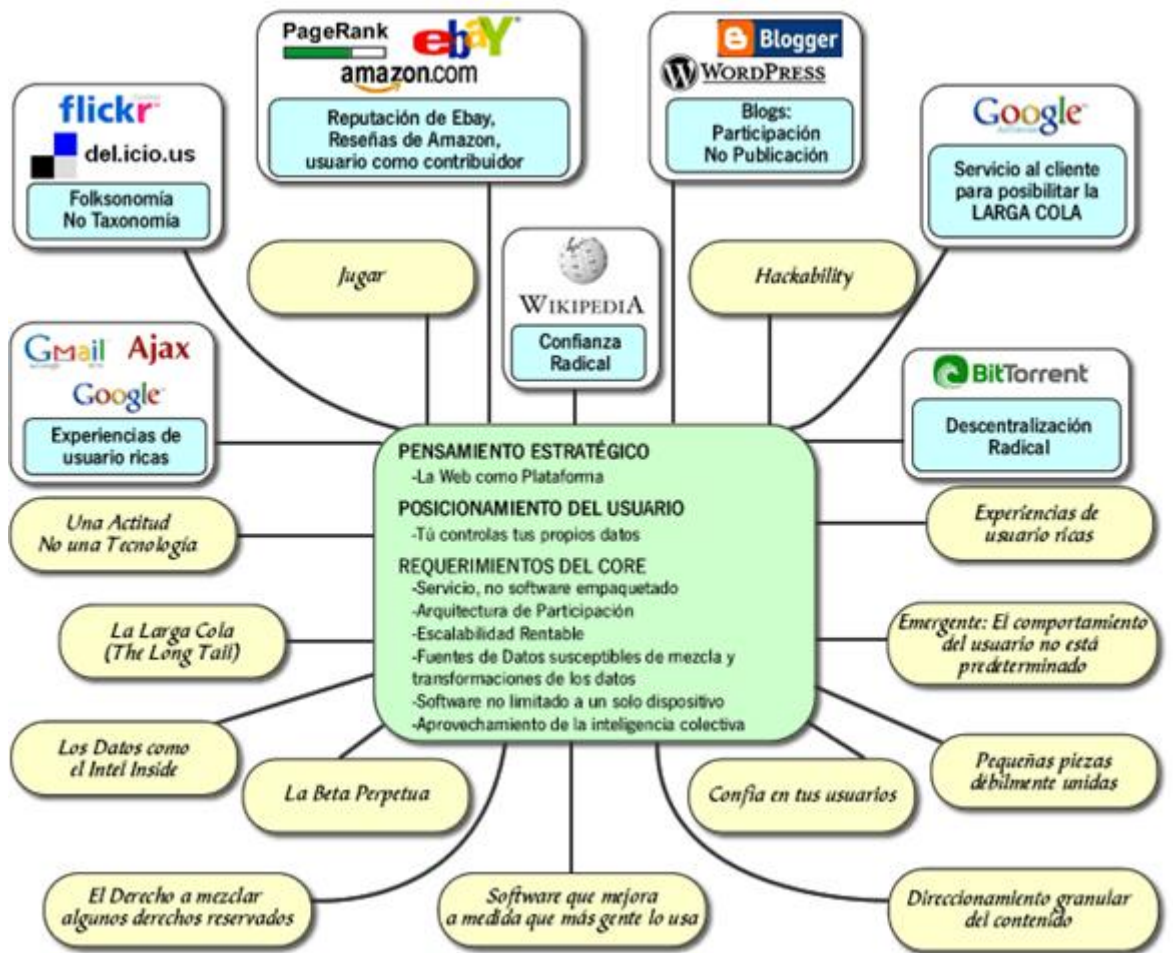 PageRank
ebaY
amazon.com
Reputación de Ebay,
Reseñas de Amazon,
usuario como contribuidor
Blogger
WORDPRESS
Blogs:
Participación
No Publicación
flickr
del.icio.us
Folksonomía
No Taxonomía
Google
Servicio al cliente
para posibilitar la
LARGA COLA
Jugar
WIKIPEDIA
Confianza
Radical
Hackability
Gmail Ajax
Google
Experiencias de
usuario ricas
BitTorrent
Descentralización
Radical
PENSAMIENTO ESTRATÉGICO
-La Web como Plataforma
POSICIONAMIENTO DEL USUARIO
-Tú controlas tus propios datos
REQUERIMIENTOS DEL CORE
-Servicio, no software empaquetado
-Arquitectura de Participación
-Escalabilidad Rentable
-Fuentes de Datos susceptibles de mezcla y
transformaciones de los datos
-Software no limitado a un solo dispositivo
-Aprovechamiento de la inteligencia colectiva
Una Actitud
No una Tecnología
Experiencias de
usuario ricas
La Larga Cola
(The Long Tail)
Emergente: El comportamiento
del usuario no está
predeterminado
Los Datos como
el Intel Inside
La Beta Perpetua
Confía en tus usuarios
Pequeñas piezas
débilmente unidas
El Derecho a mezclar
algunos derechos reservados
Software que mejora
a medida que más gente lo usa
Direccionamiento granular
del contenido